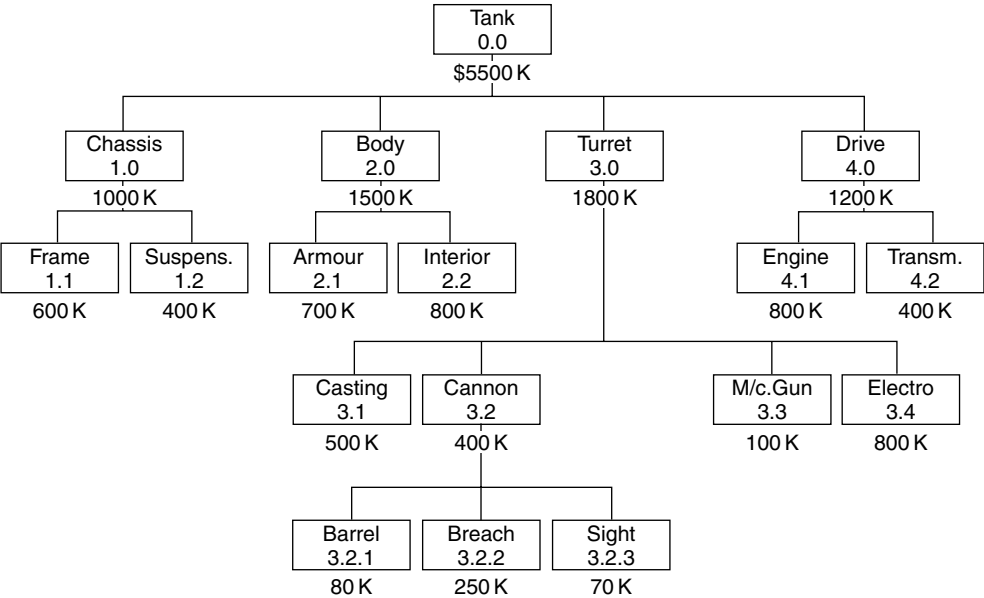 Tank
0.0
$5500 K
Chassis
1.0
1000 K
Body
2.0
1500 K
Turret
3.0
1800 K
Drive
4.0
1200 K
Frame
1.1
600 K
Suspens.
1.2
400 K
Armour
2.1
700 K
Interior
2.2
800 K
Engine
4.1
800 K
Transm.
4.2
400 K
Casting
3.1
500 K
Cannon
3.2
400 K
M/c.Gun
3.3
100 K
Electro
3.4
800 K
Barrel
3.2.1
80 K
Breach
3.2.2
250 K
Sight
3.2.3
70 K